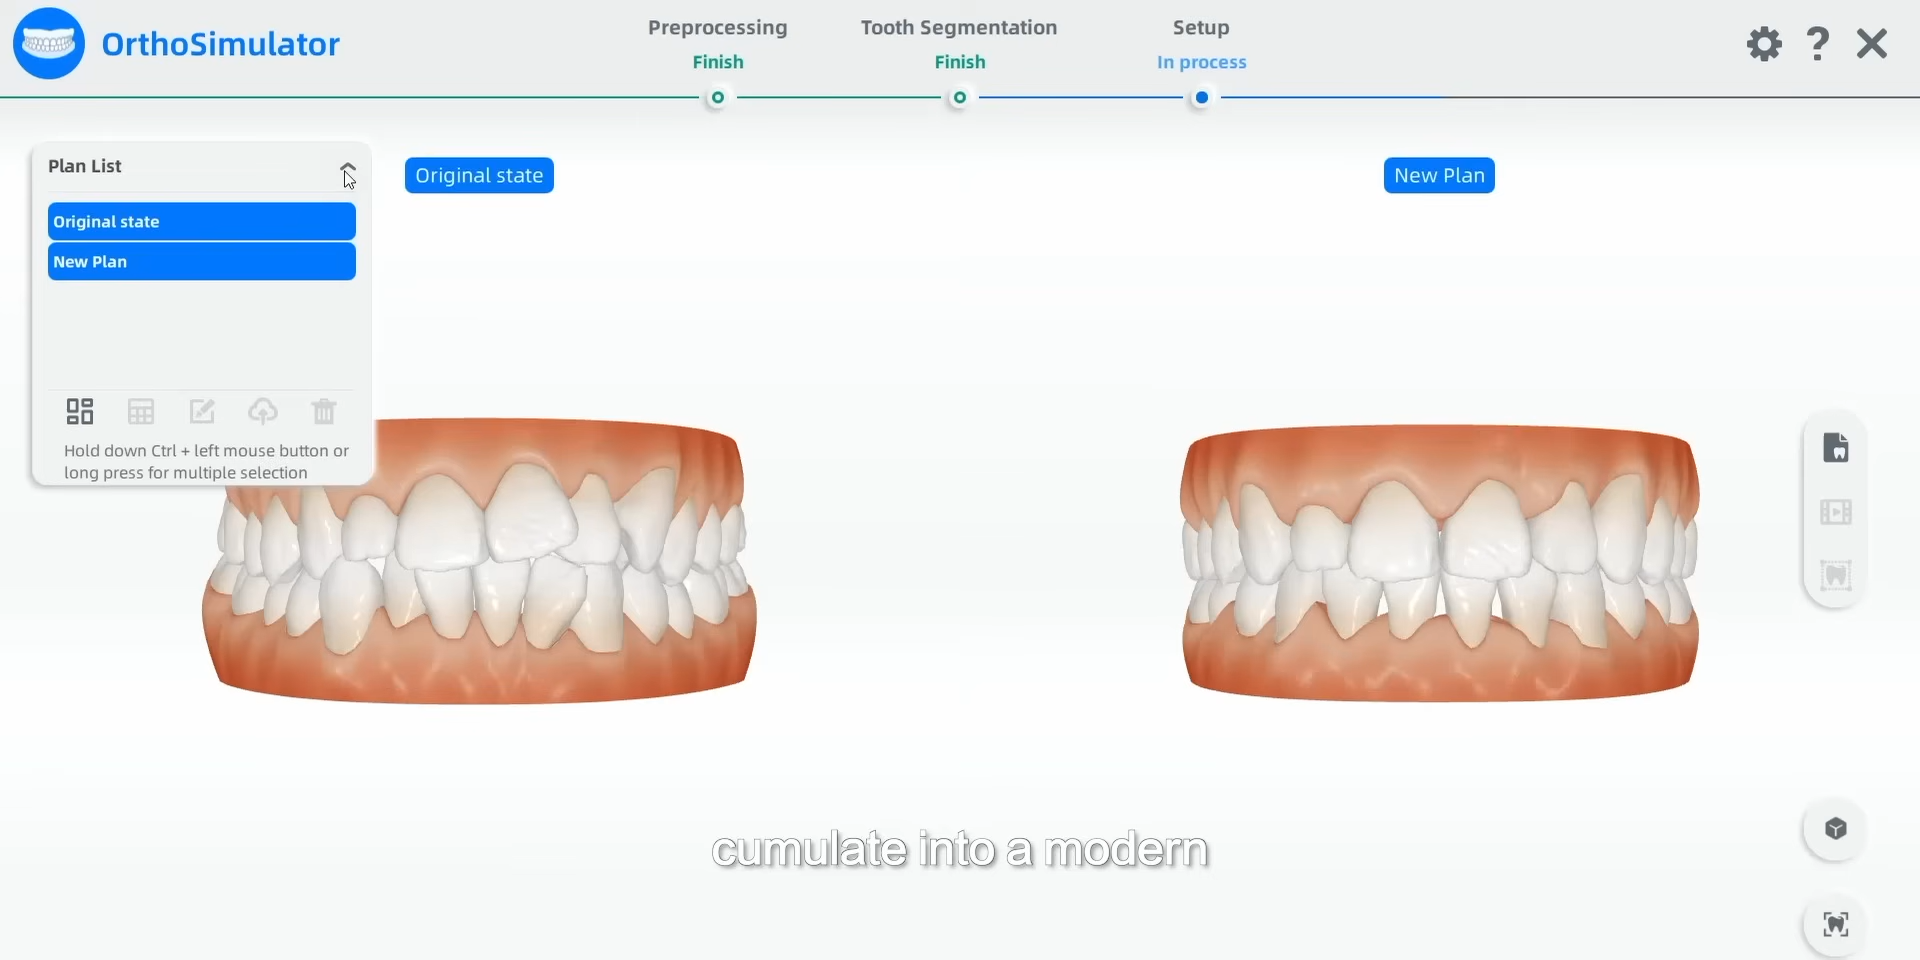 OrthoSimulator
Preprocessing
Finish
Tooth Segmentation
Finish
Setup
In process
Plan List
Original state
New Plan
Hold down Ctrl + left mouse button or
long press for multiple selection
Original state
New Plan
cumulate into a modern